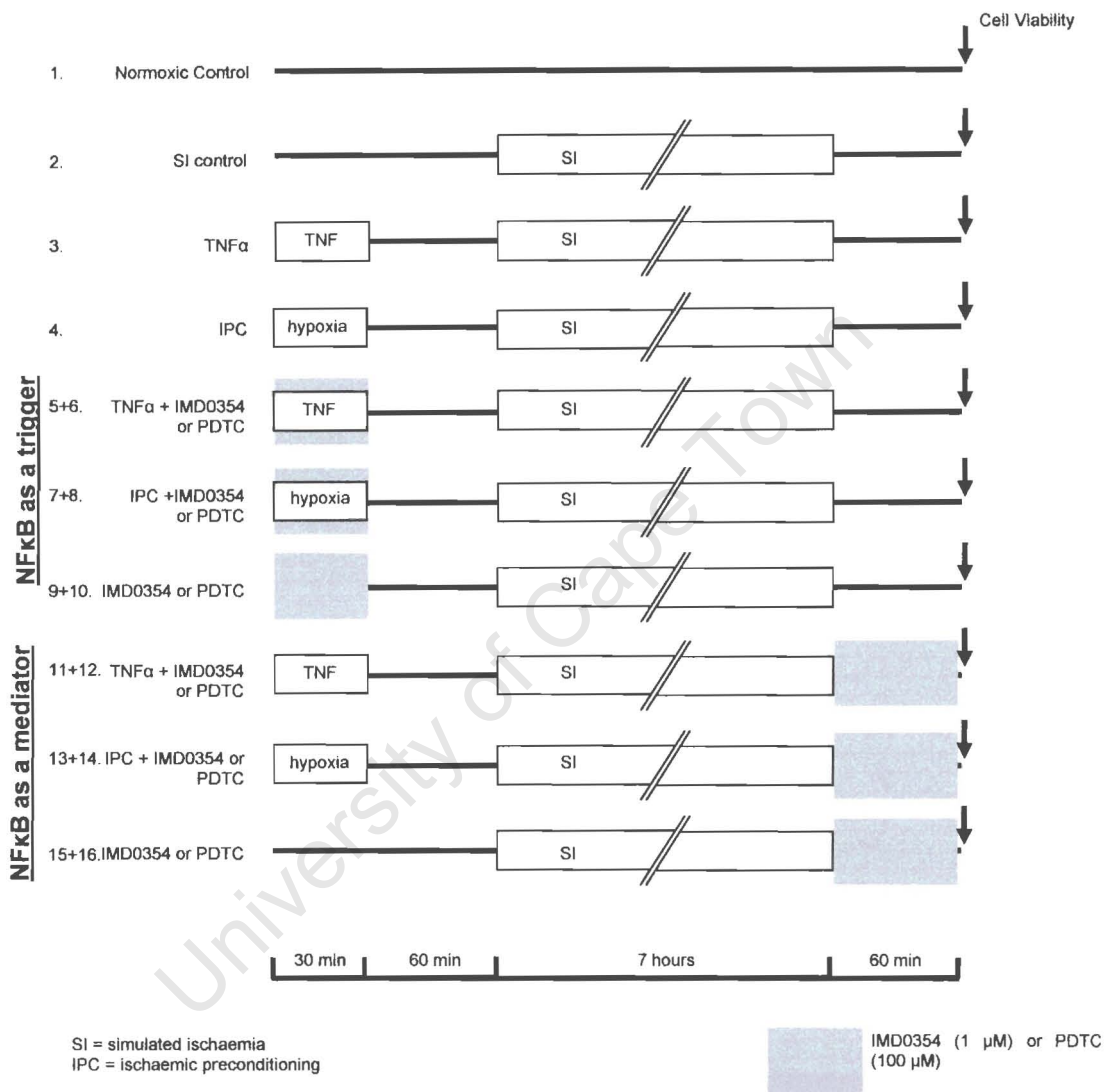 Cell Viability
1. Normoxic Control
2. SI control
SI
3. TNFα
TNF
SI
4. IPC
hypoxia
SI
NFκB as a trigger
5+6. TNFα + IMD0354
or PDTC
TNF
SI
7+8. IPC +IMD0354
or PDTC
hypoxia
SI
9+10. IMD0354 or PDTC
SI
NFκB as a mediator
11+12. TNFα + IMD0354
or PDTC
TNF
SI
13+14. IPC + IMD0354 or
PDTC
hypoxia
SI
15+16. IMD0354 or PDTC
SI
30 min
60 min
7 hours
60 min
SI = simulated ischaemia
IPC = ischaemic preconditioning
IMD0354 (1 µM) or PDTC
(100 µM)
University of Cape Town